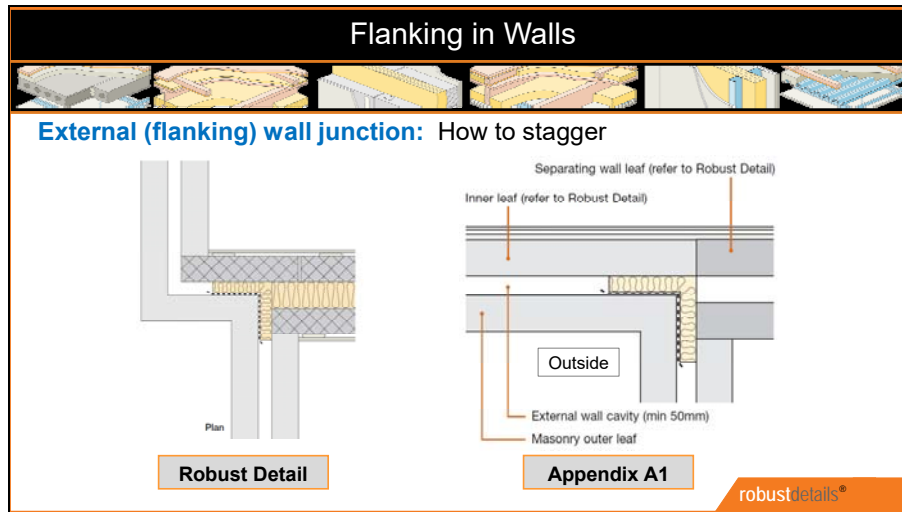 Flanking in Walls
External (flanking) wall junction: How to stagger
Plan
Robust Detail
Separating wall leaf (refer to Robust Detail)
Inner leaf (refer to Robust Detail)
Outside
External wall cavity (min 50mm)
Masonry outer leaf
Appendix A1
robustdetails®